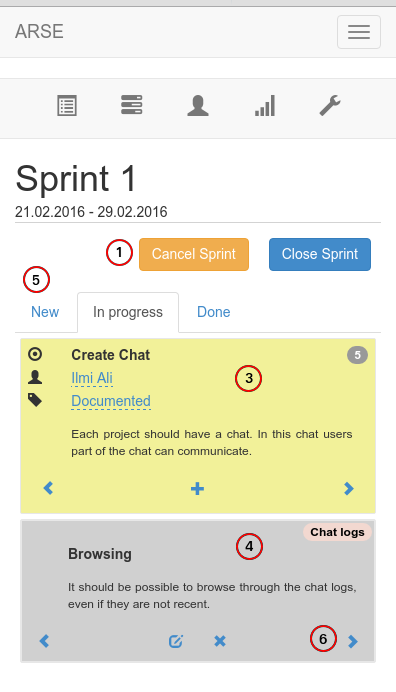 ARSE
Sprint 1
21.02.2016 - 29.02.2016
1 Cancel Sprint Close Sprint
5
New In progress Done
Create Chat 5
Ilmi Ali 3
Documented
Each project should have a chat. In this chat users
part of the chat can communicate.
Chat logs
Browsing 4
It should be possible to browse through the chat logs,
even if they are not recent.
6